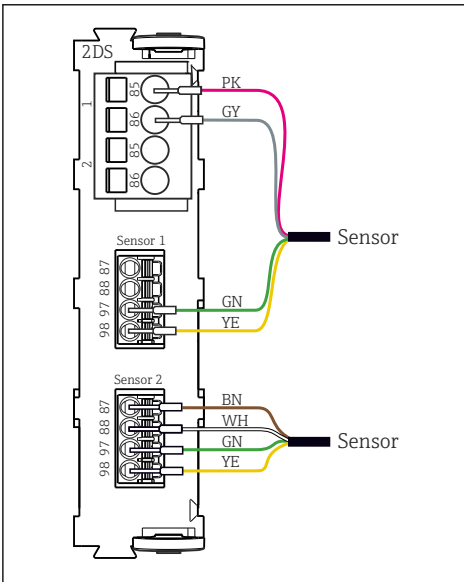 2DS
1
85
86
2
85
86
PK
GY
Sensor
Sensor 1
87
88
97
98
GN
YE
Sensor 2
87
88
97
98
BN
WH
GN
YE
Sensor